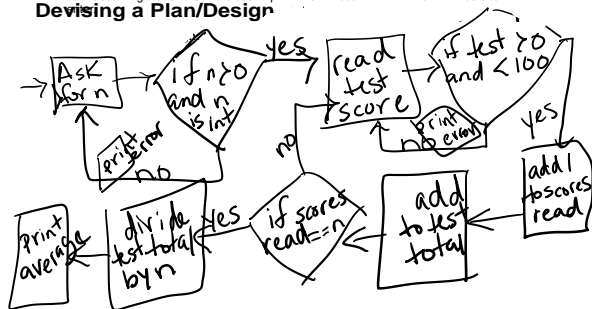 Devising a Plan/Design
Ask
for n
if n>0
and n
is int
yes
read
test
score
if test >0
and <100
print
error
no
print
error
no
yes
no
add 1
to scores
read
add
to test
total
if scores
read==n
yes
divide
test total
by n
print
average